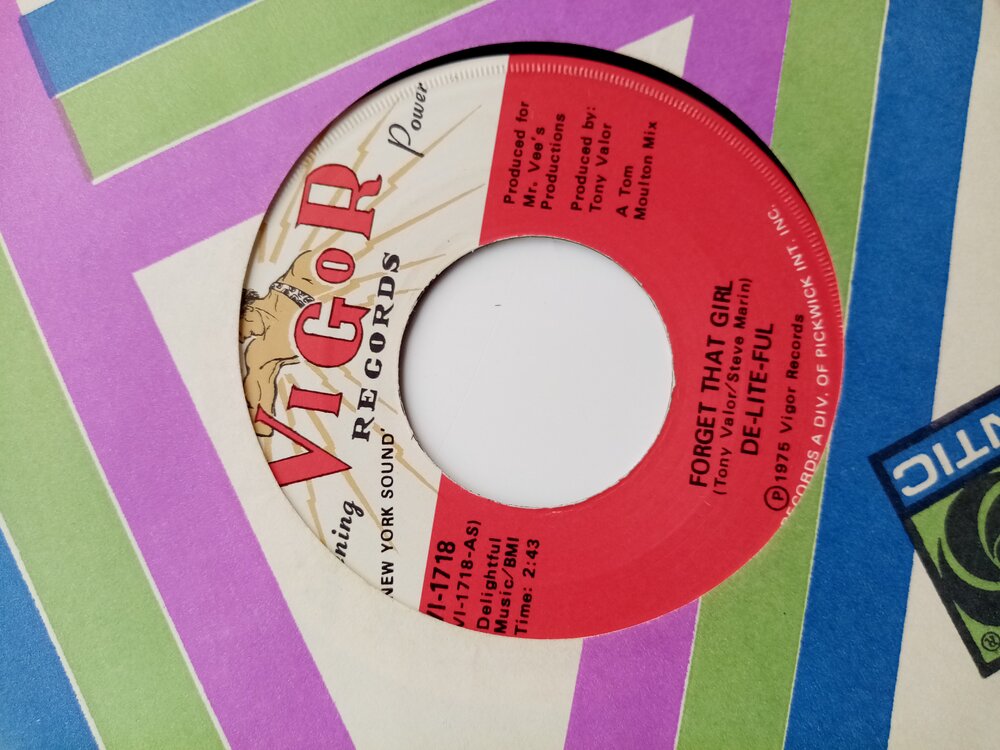 Power
VIGoR
RECORDS
NEW YORK SOUND'
VI-1718
VI-1718-AS)
Delightful
Music/BMI
Time: 2:43
Produced for
Mr. Vee's
Productions
Produced by:
Tony Valor
A Tom
Moulton Mix
FORGET THAT GIRL
(Tony Valor/Steve Marin)
DE-LITE-FUL
Ⓟ1975 Vigor Records
RECORDS A DIV. OF PICKWICK INT. INC.
NTIC
®